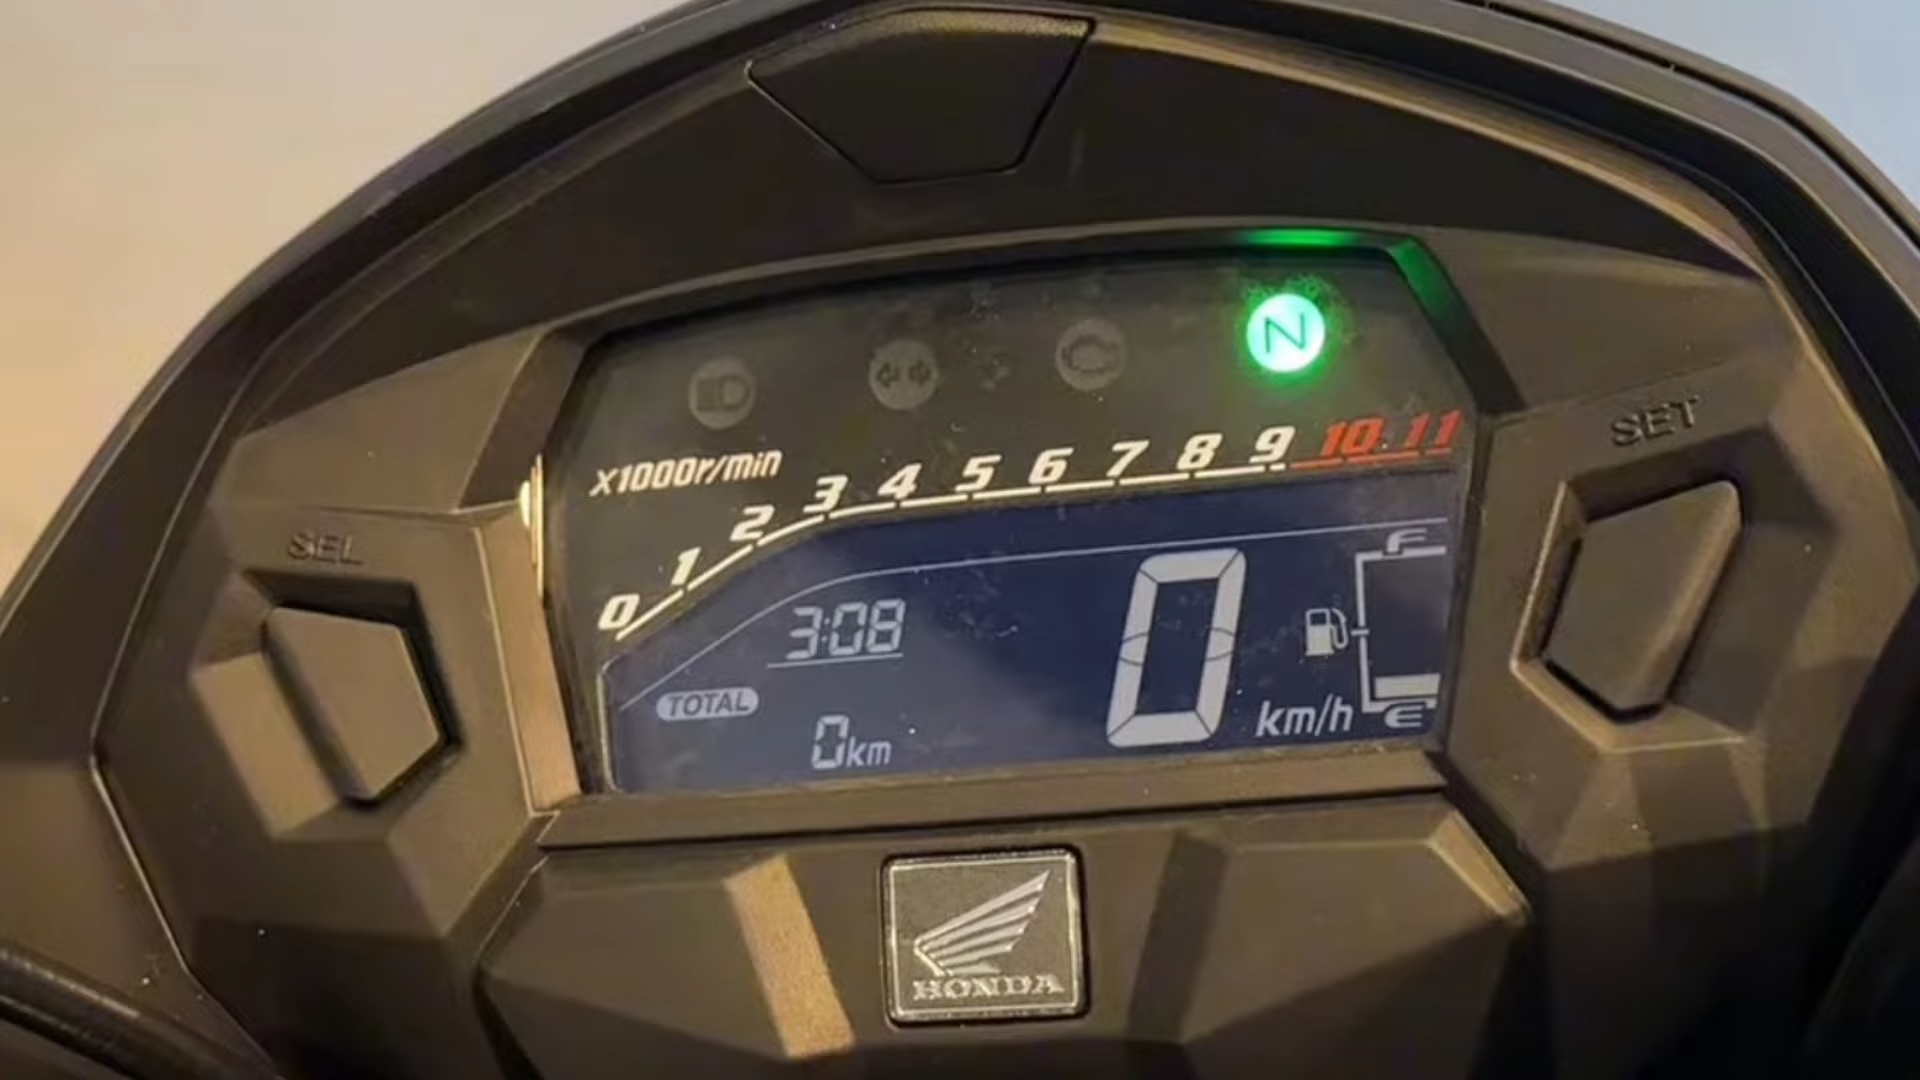 N
x1000r/min
0 1 2 3 4 5 6 7 8 9 10 11
SEL
SET
3:08
TOTAL
0km
0
km/h
F
E
HONDA